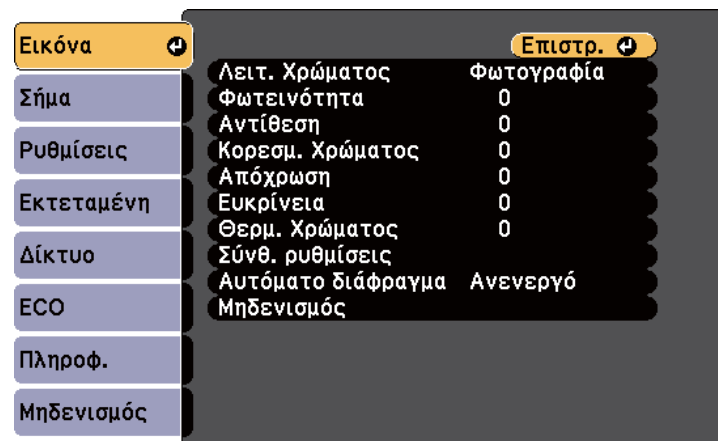 Εικόνα
Σήμα
Ρυθμίσεις
Εκτεταμένη
Δίκτυο
ECO
Πληροφ.
Μηδενισμός
Επιστρ.
Λειτ. Χρώματος Φωτογραφία
Φωτεινότητα 0
Αντίθεση 0
Κορεσμ. Χρώματος 0
Απόχρωση 0
Ευκρίνεια 0
Θερμ. Χρώματος 0
Σύνθ. ρυθμίσεις
Αυτόματο διάφραγμα Ανενεργό
Μηδενισμός